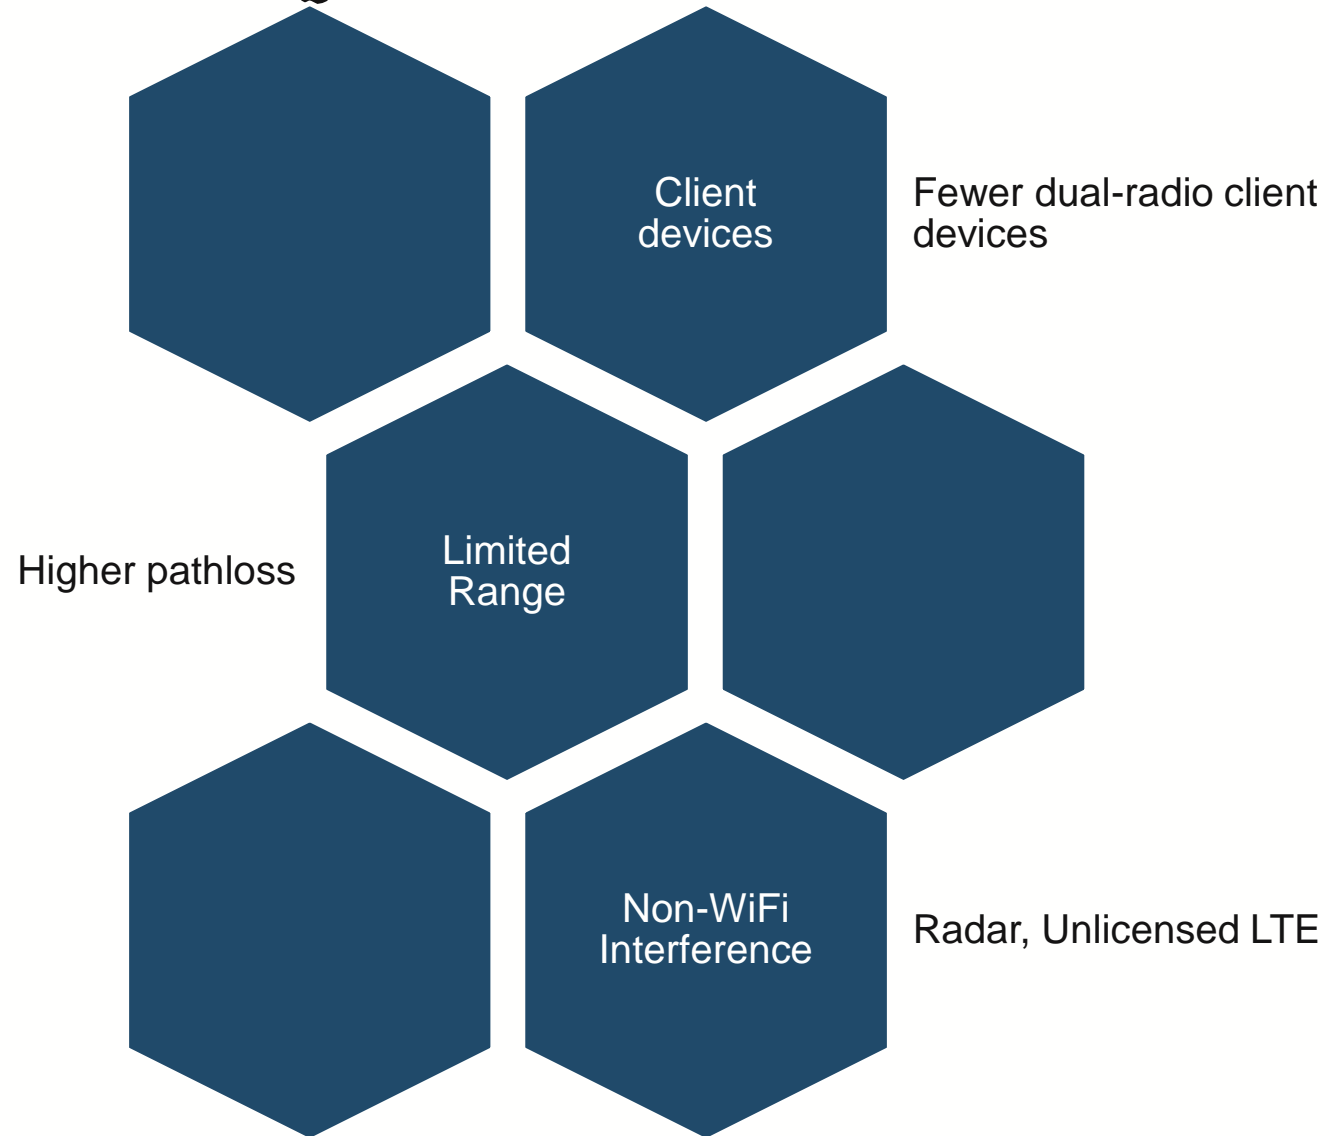 Client
devices
Fewer dual-radio client
devices
Higher pathloss
Limited
Range
Non-WiFi
Interference
Radar, Unlicensed LTE